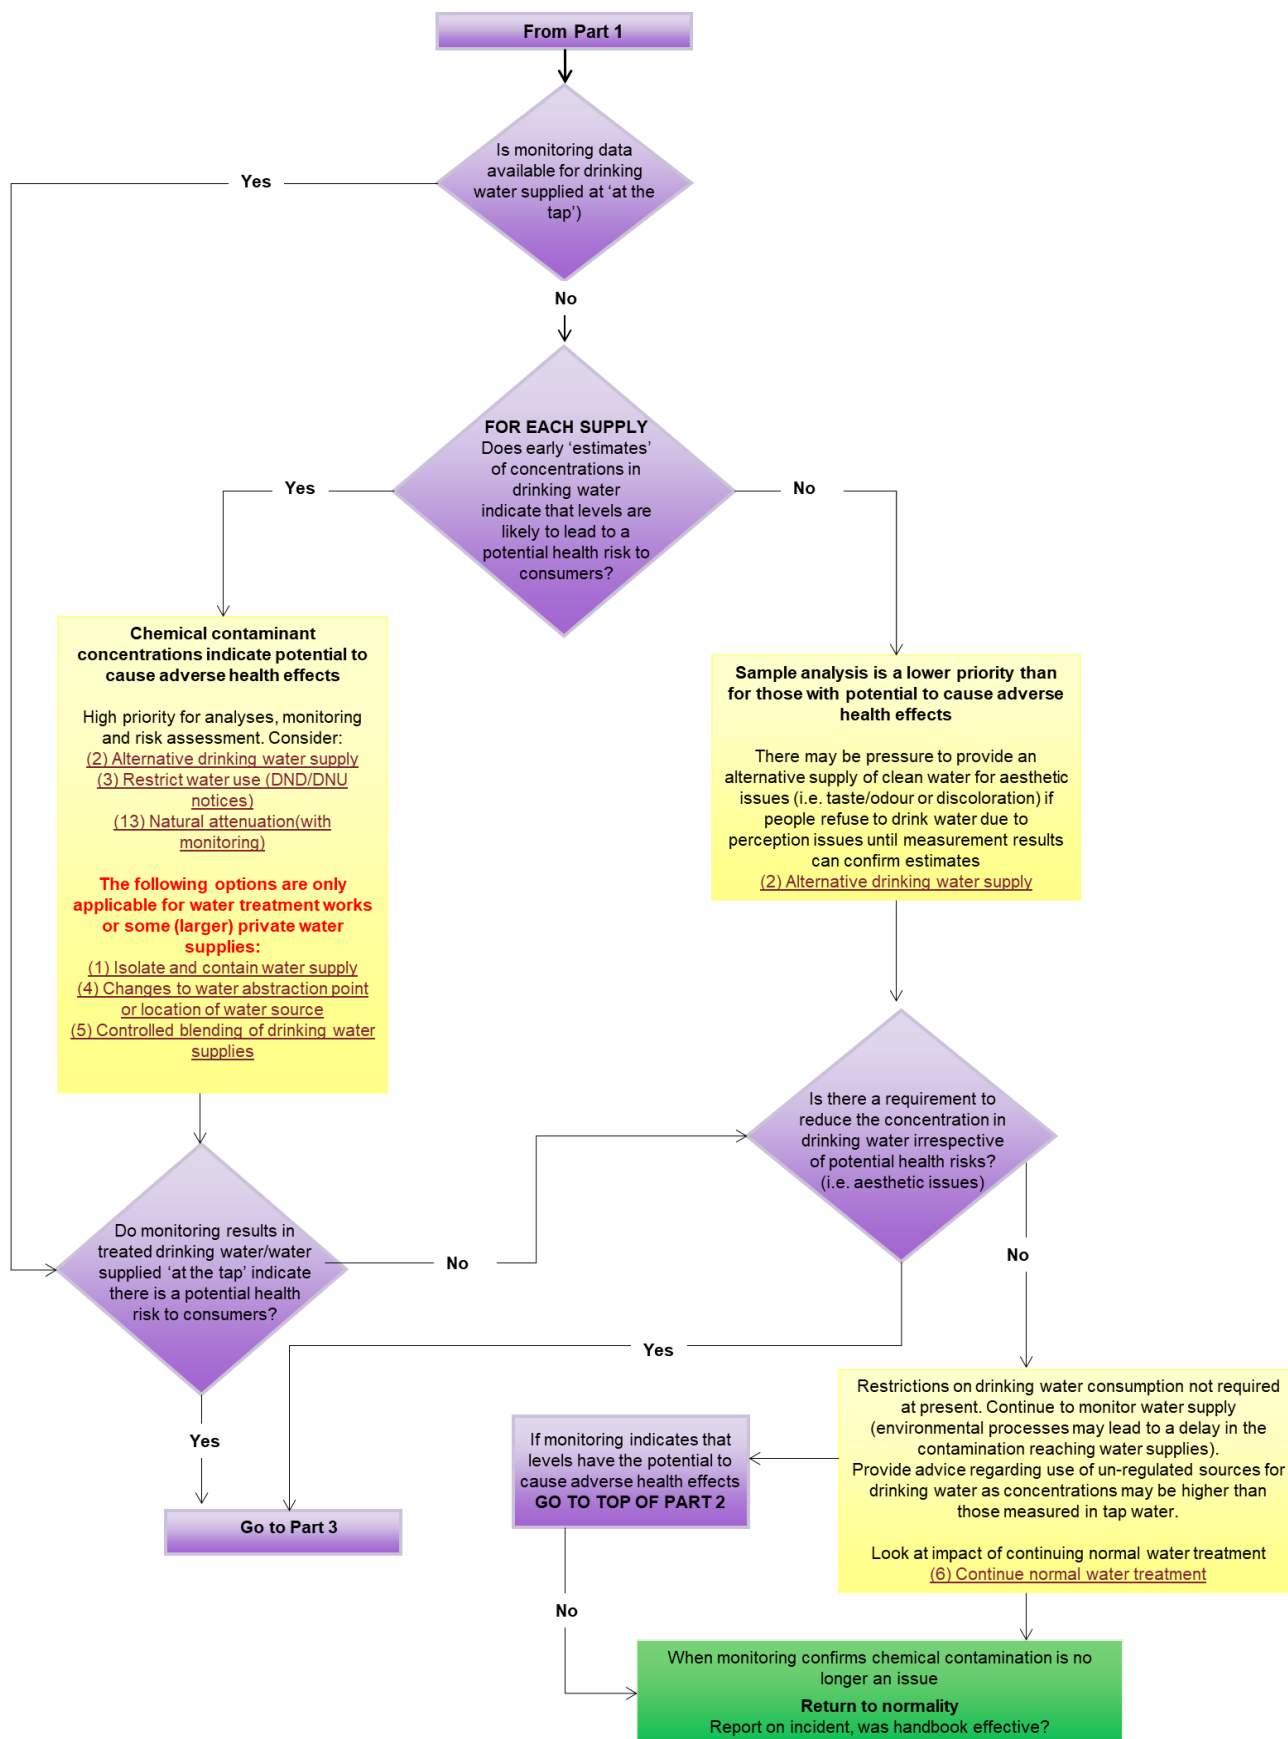 From Part 1
Is monitoring data
available for drinking
water supplied at ‘at the
tap’)
Yes
No
FOR EACH SUPPLY
Does early ‘estimates’
of concentrations in
drinking water
indicate that levels are
likely to lead to a
potential health risk to
consumers?
Yes
No
Chemical contaminant
concentrations indicate potential to
cause adverse health effects
High priority for analyses, monitoring
and risk assessment. Consider:
(2) Alternative drinking water supply
(3) Restrict water use (DND/DNU
notices)
(13) Natural attenuation(with
monitoring)
The following options are only
applicable for water treatment works
or some (larger) private water
supplies:
(1) Isolate and contain water supply
(4) Changes to water abstraction point
or location of water source
(5) Controlled blending of drinking water
supplies
Sample analysis is a lower priority than
for those with potential to cause adverse
health effects
There may be pressure to provide an
alternative supply of clean water for aesthetic
issues (i.e. taste/odour or discoloration) if
people refuse to drink water due to
perception issues until measurement results
can confirm estimates
(2) Alternative drinking water supply
Is there a requirement to
reduce the concentration in
drinking water irrespective
of potential health risks?
(i.e. aesthetic issues)
Do monitoring results in
treated drinking water/water
supplied ‘at the tap’ indicate
there is a potential health
risk to consumers?
No
No
Yes
Yes
Go to Part 3
If monitoring indicates that
levels have the potential to
cause adverse health effects
GO TO TOP OF PART 2
Restrictions on drinking water consumption not required
at present. Continue to monitor water supply
(environmental processes may lead to a delay in the
contamination reaching water supplies).
Provide advice regarding use of un-regulated sources for
drinking water as concentrations may be higher than
those measured in tap water.
Look at impact of continuing normal water treatment
(6) Continue normal water treatment
No
When monitoring confirms chemical contamination is no
longer an issue
Return to normality
Report on incident, was handbook effective?